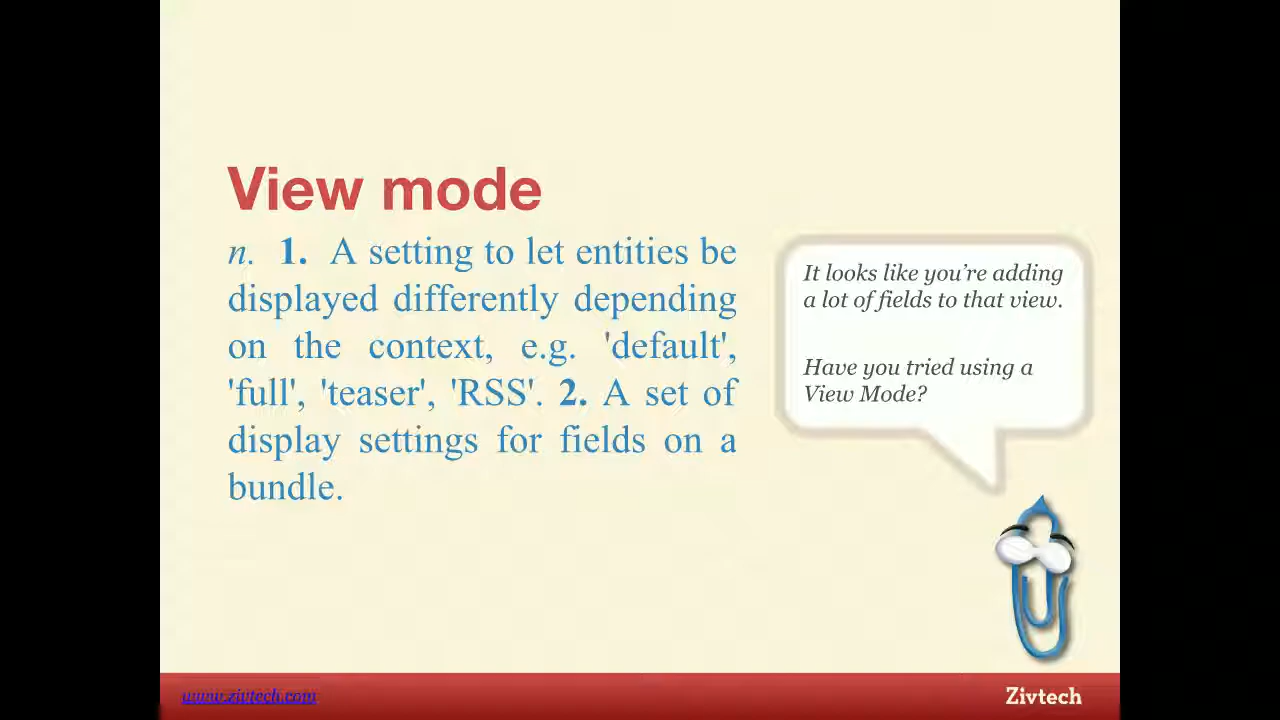 View mode
n. 1. A setting to let entities be
displayed differently depending
on the context, e.g. 'default',
'full', 'teaser', 'RSS'. 2. A set of
display settings for fields on a
bundle.
It looks like you’re adding
a lot of fields to that view.
Have you tried using a
View Mode?
www.zivtech.com
Zivtech